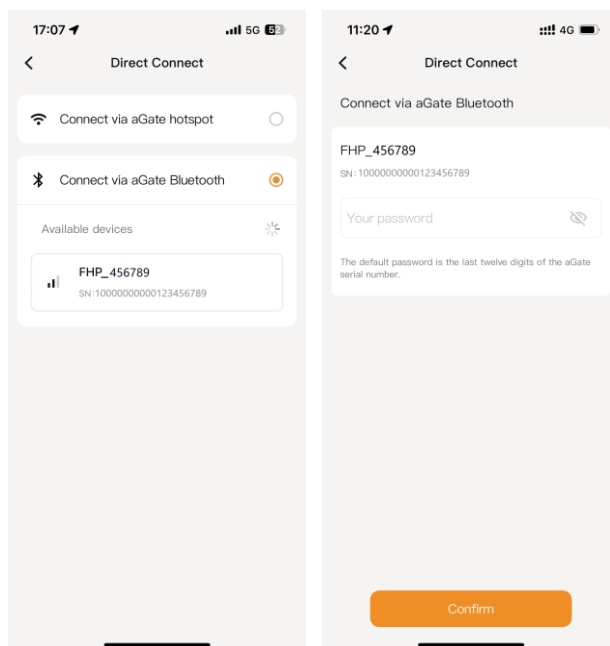 17:07
5G 52
Direct Connect
Connect via aGate hotspot
Connect via aGate Bluetooth
Available devices
FHP_456789
SN:10000000000123456789
11:20
4G
Direct Connect
Connect via aGate Bluetooth
FHP_456789
SN:10000000000123456789
Your password
The default password is the last twelve digits of the aGate
serial number.
Confirm